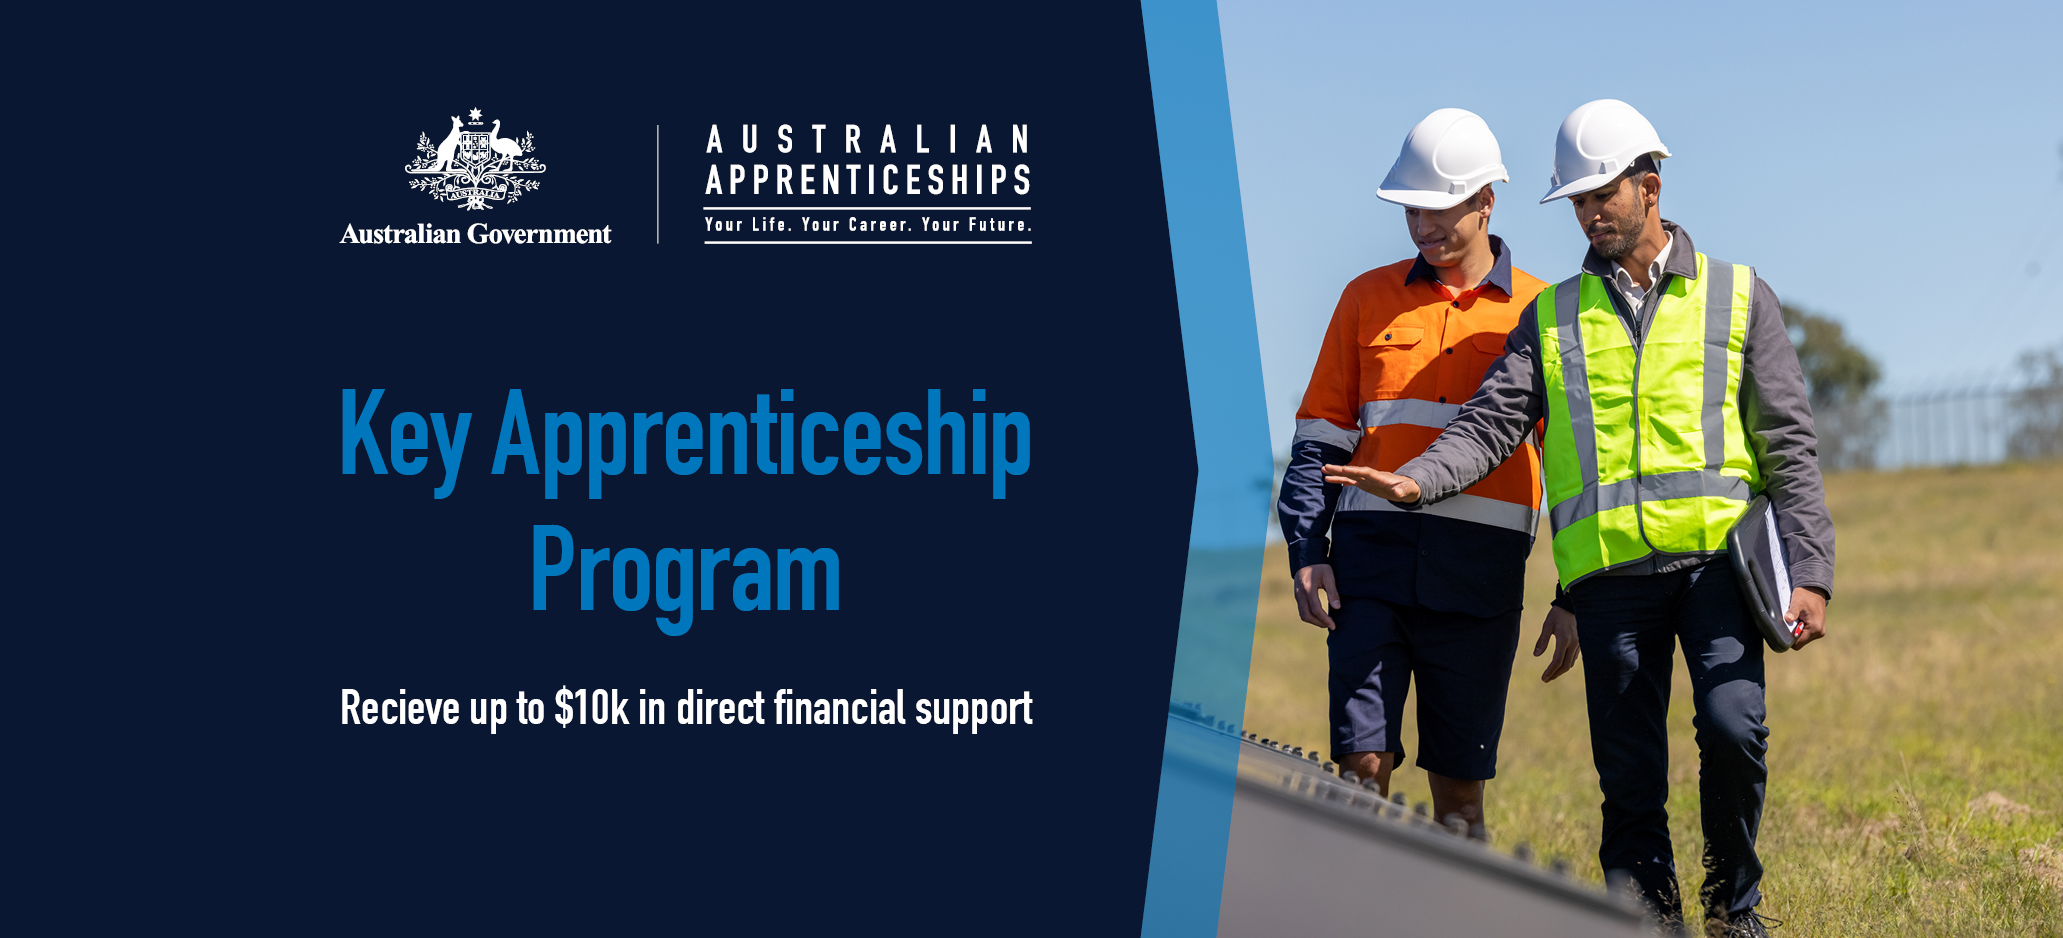 AUSTRALIA
Australian Government
AUSTRALIAN
APPRENTICESHIPS
Your Life. Your Career. Your Future.
Key Apprenticeship
Program
Recieve up to $10k in direct financial support